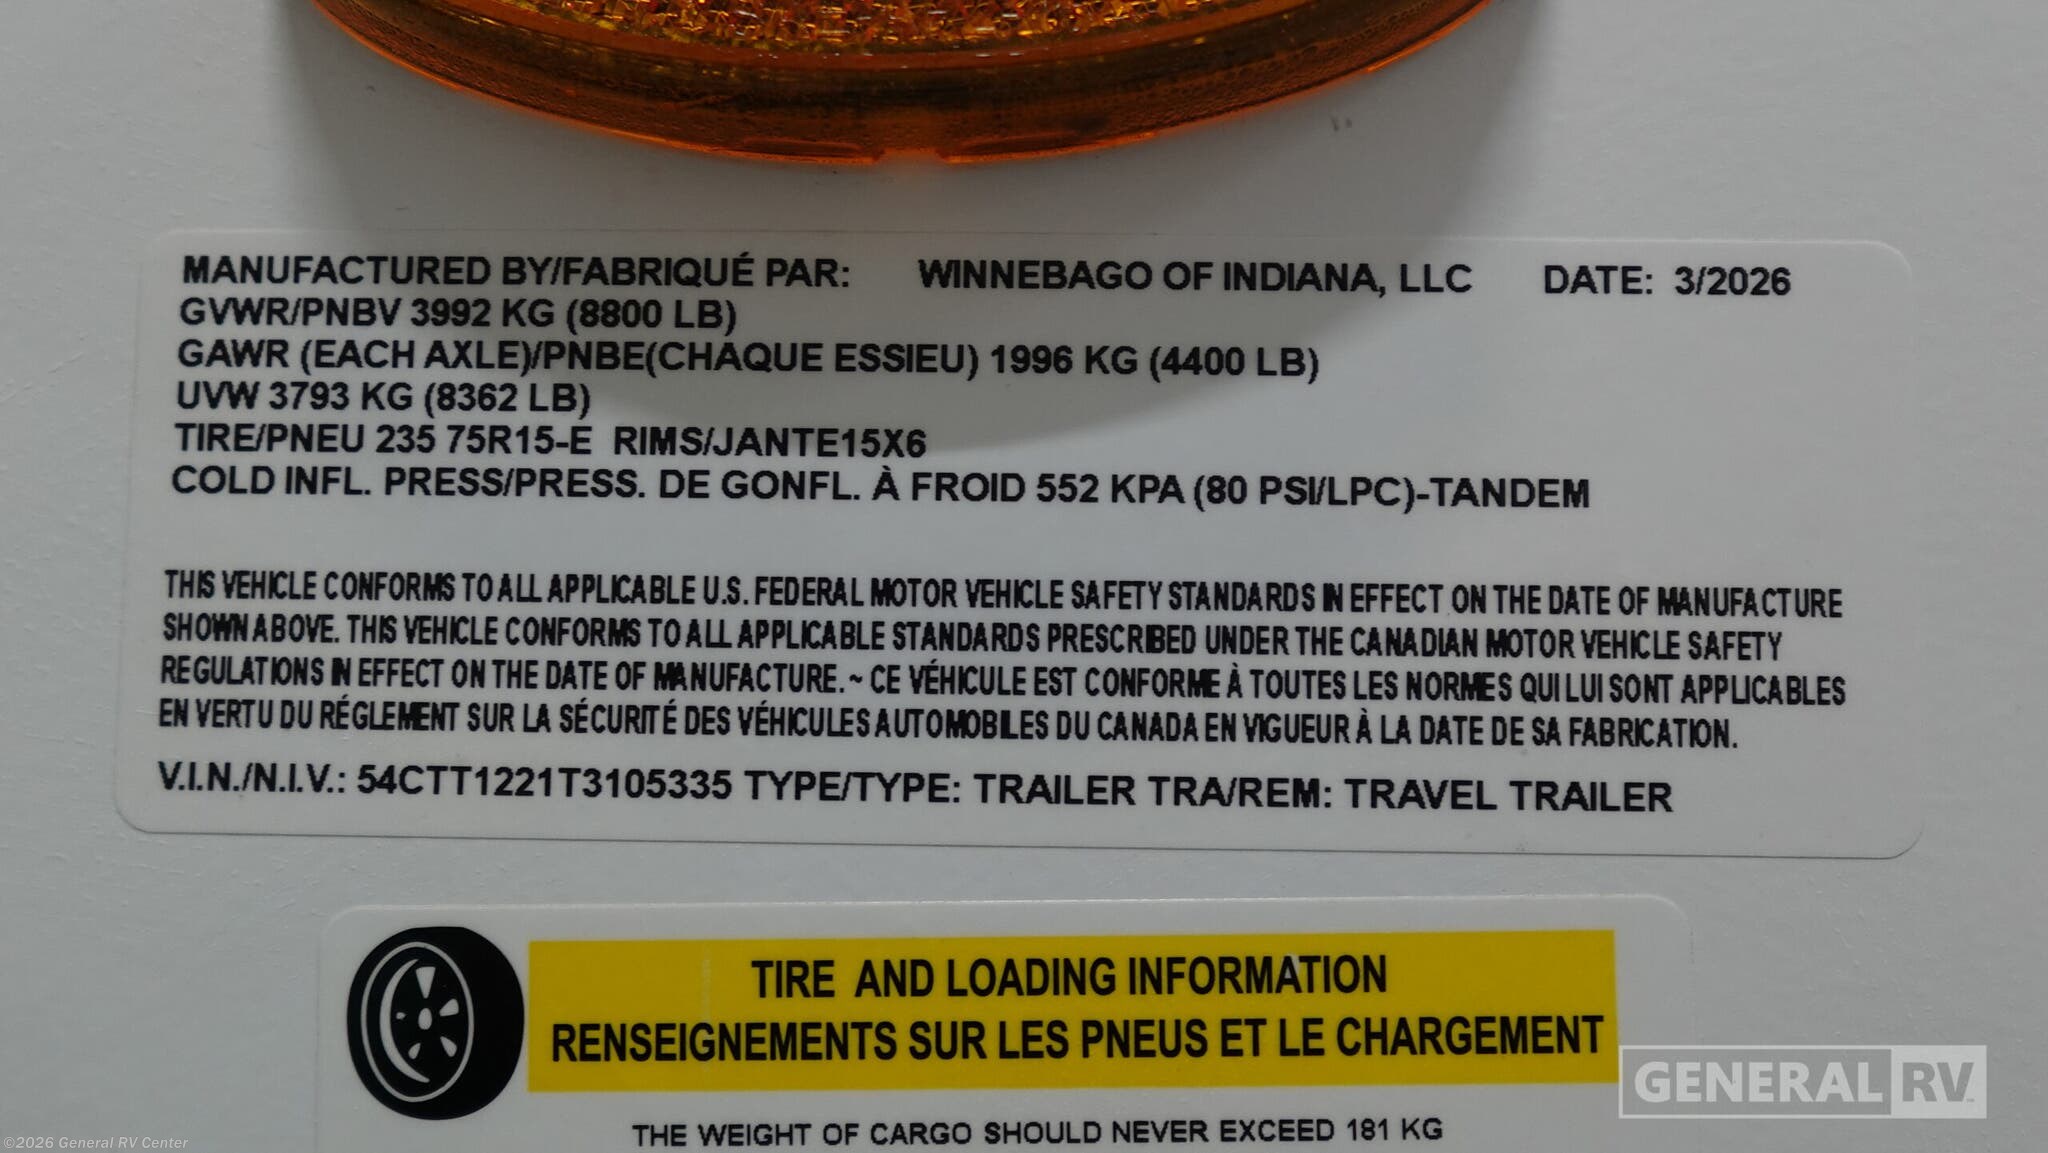 MANUFACTURED BY/FABRIQUÉ PAR: WINNEBAGO OF INDIANA, LLC DATE: 3/2026
GVWR/PNBV 3992 KG (8800 LB)
GAWR (EACH AXLE)/PNBE(CHAQUE ESSIEU) 1996 KG (4400 LB)
UVW 3793 KG (8362 LB)
TIRE/PNEU 235 75R15-E RIMS/JANTE15X6
COLD INFL. PRESS/PRESS. DE GONFL. À FROID 552 KPA (80 PSI/LPC)-TANDEM
THIS VEHICLE CONFORMS TO ALL APPLICABLE U.S. FEDERAL MOTOR VEHICLE SAFETY STANDARDS IN EFFECT ON THE DATE OF MANUFACTURE
SHOWN ABOVE. THIS VEHICLE CONFORMS TO ALL APPLICABLE STANDARDS PRESCRIBED UNDER THE CANADIAN MOTOR VEHICLE SAFETY
REGULATIONS IN EFFECT ON THE DATE OF MANUFACTURE. ~ CE VÉHICULE EST CONFORME À TOUTES LES NORMES QUI LUI SONT APPLICABLES
EN VERTU DU RÉGLEMENT SUR LA SÉCURITÉ DES VÉHICULES AUTOMOBILES DU CANADA EN VIGUEUR À LA DATE DE SA FABRICATION.
V.I.N./N.I.V.: 54CTT1221T3105335 TYPE/TYPE: TRAILER TRA/REM: TRAVEL TRAILER
TIRE AND LOADING INFORMATION
RENSEIGNEMENTS SUR LES PNEUS ET LE CHARGEMENT
THE WEIGHT OF CARGO SHOULD NEVER EXCEED 181 KG
GENERAL RV
©2026 General RV Center